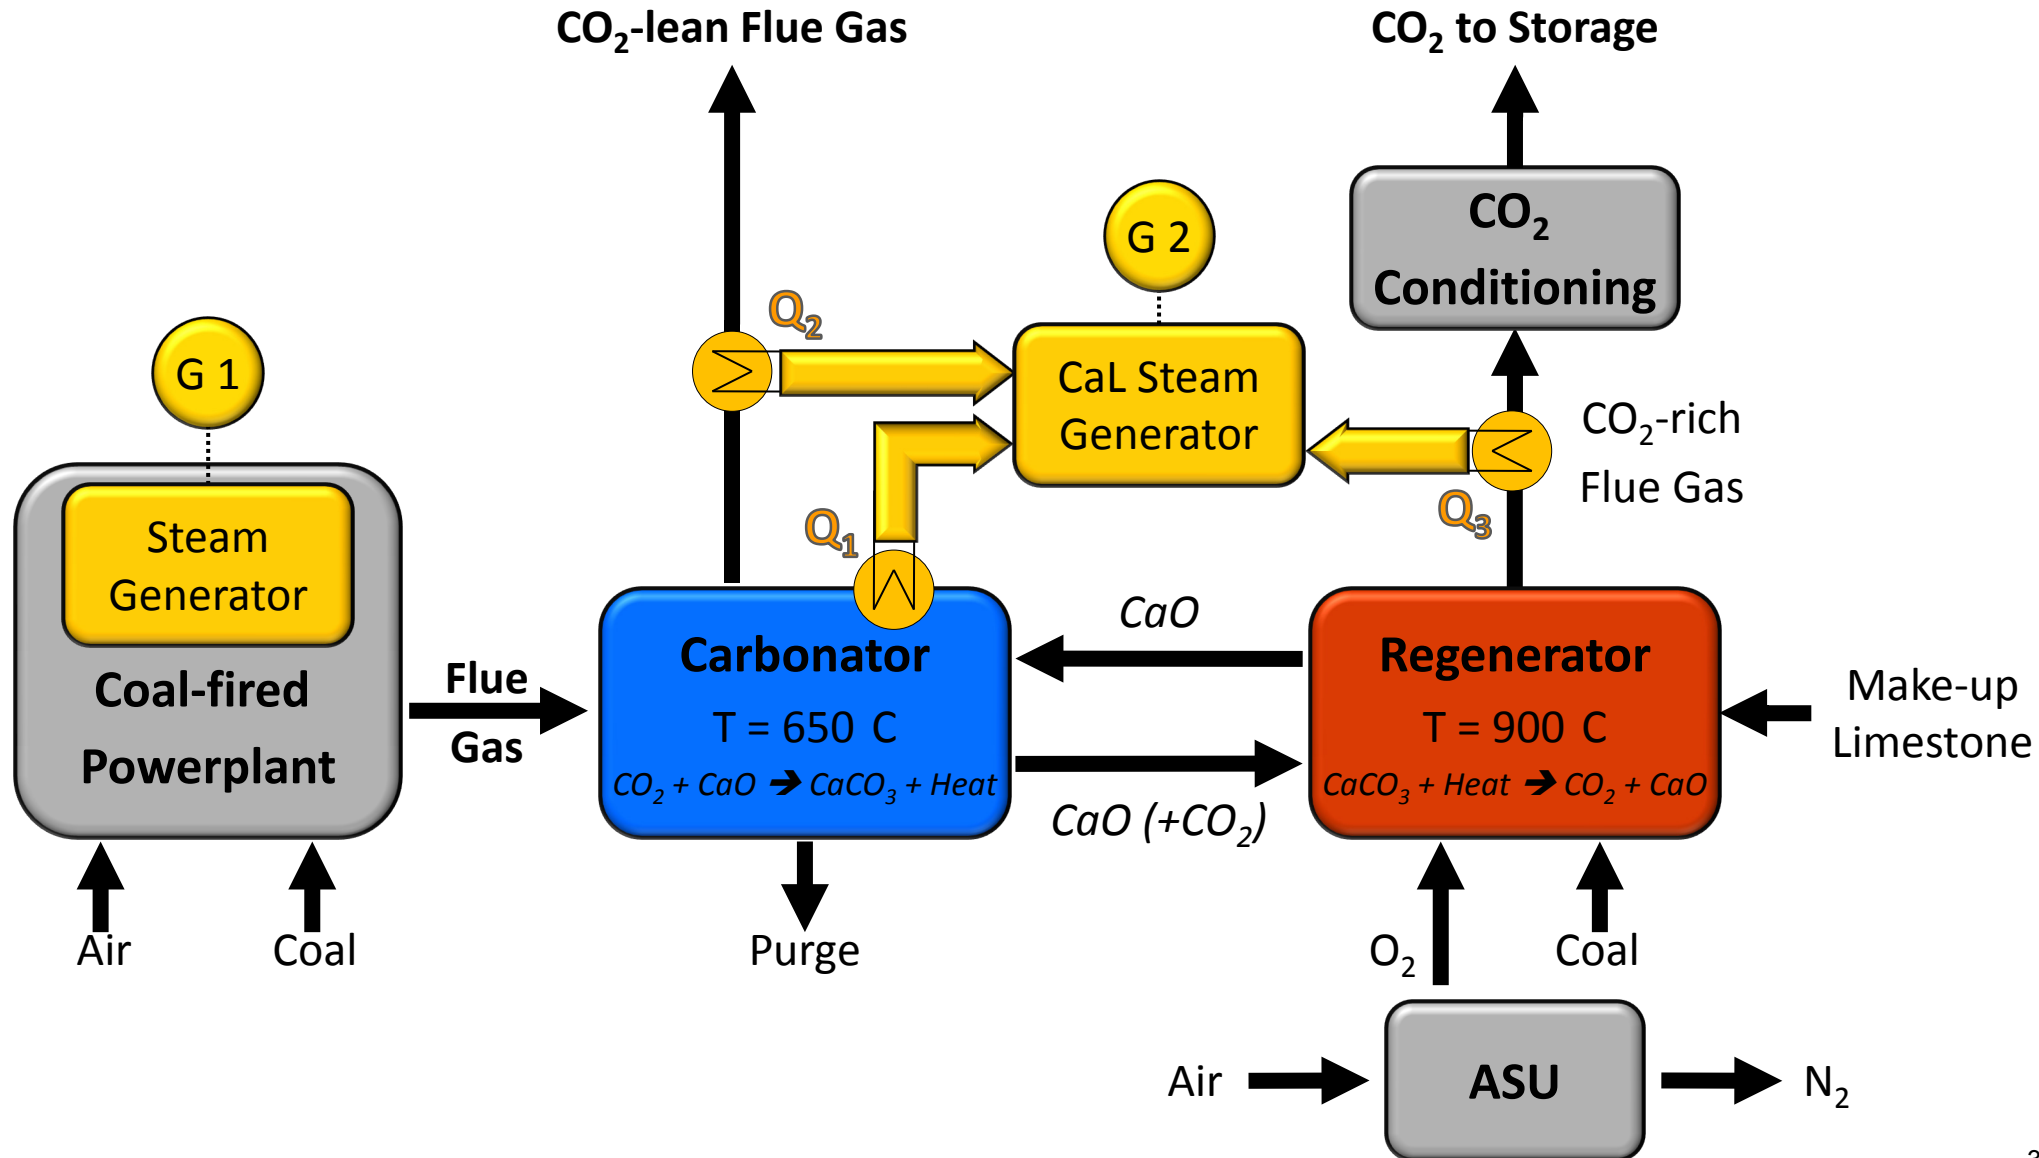 CO₂-lean Flue Gas
CO₂ to Storage
G 2
CO₂
Conditioning
Q₂
G 1
CaL Steam
Generator
CO₂-rich
Flue Gas
Q₁
Q₃
Steam
Generator
Coal-fired
Powerplant
Flue
Gas
Carbonator
T = 650 C
CO₂ + CaO ➔ CaCO₃ + Heat
CaO
CaO (+CO₂)
Regenerator
T = 900 C
CaCO₃ + Heat ➔ CO₂ + CaO
Make-up
Limestone
Air
Coal
Purge
O₂
Coal
Air
ASU
N₂